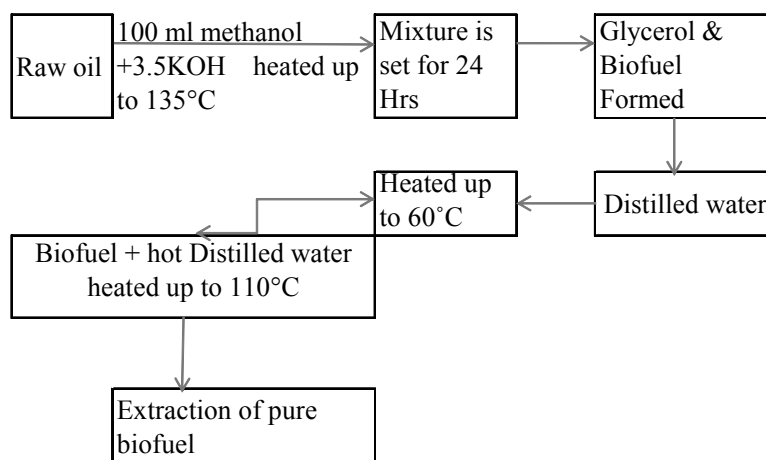 Raw oil
100 ml methanol
+3.5KOH heated up
to 135°C
Mixture is
set for 24
Hrs
Glycerol &
Biofuel
Formed
Distilled water
Heated up
to 60˚C
Biofuel + hot Distilled water
heated up to 110°C
Extraction of pure
biofuel